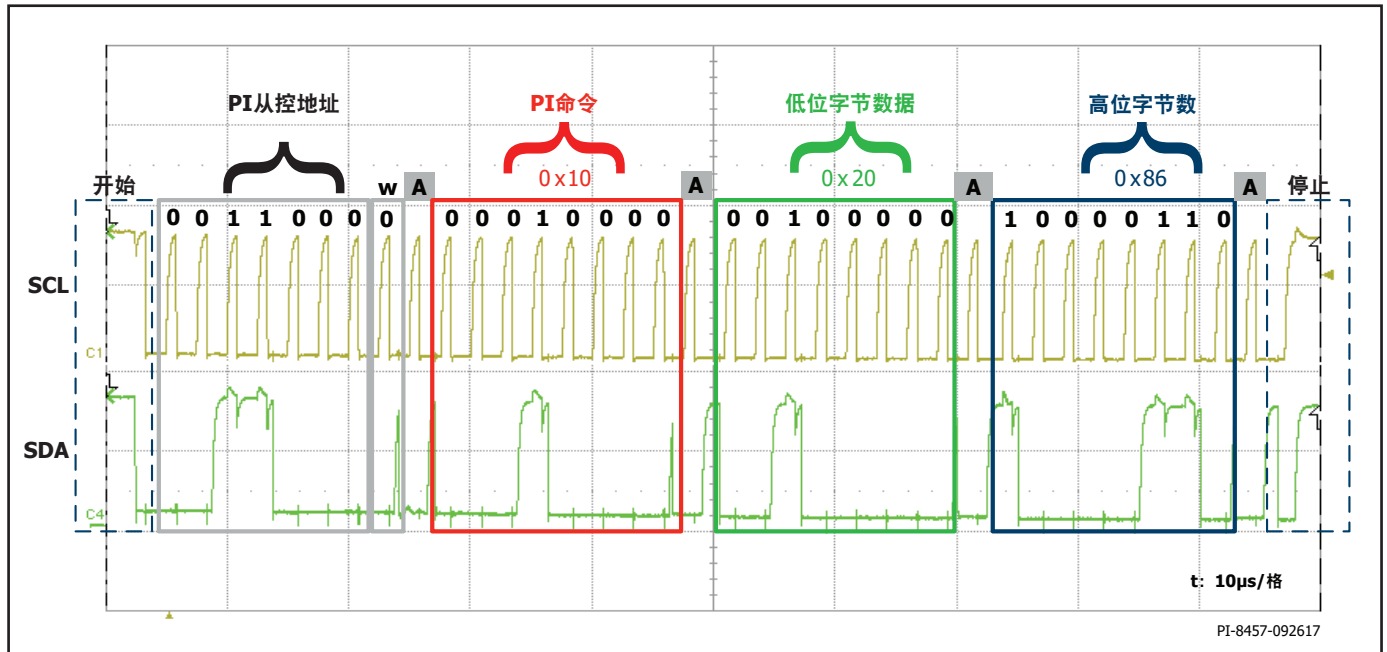 PI从控地址 PI命令 低位字节数据 高位字节数
0x10 0x20 0x86
开始 w A A A A 停止
0 0 1 1 0 0 0 0 0 0 0 1 0 0 0 0 0 0 1 0 0 0 0 0 1 0 0 0 0 1 1 0
SCL
C1
SDA
C4
t: 10µs/格
PI-8457-092617